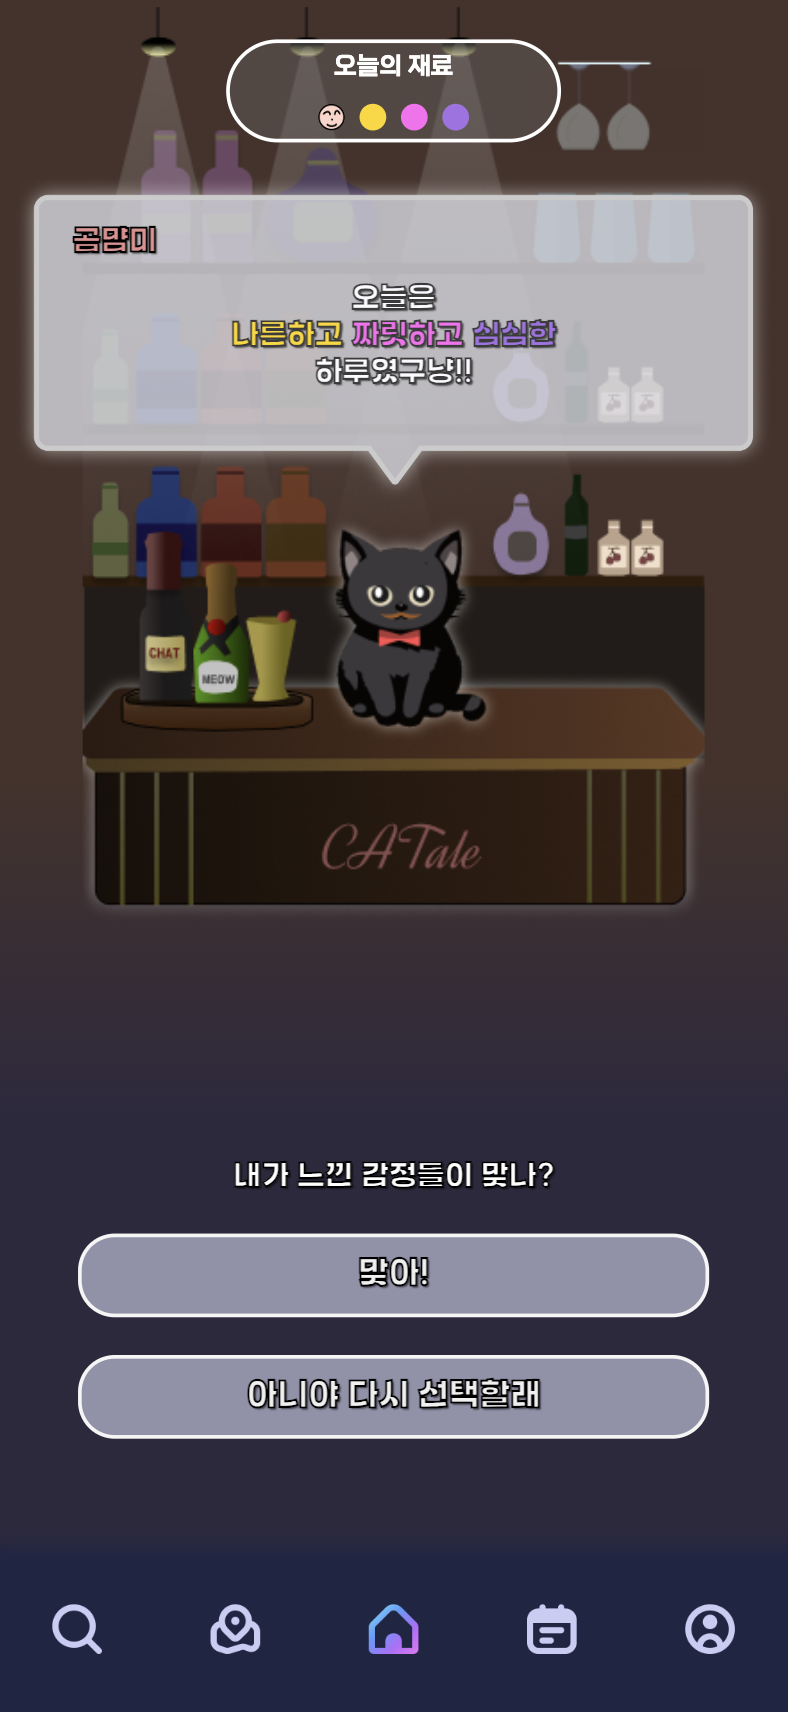 오늘의 재료
곰먐미
오늘은
나른하고 짜릿하고 심심한
하루였구냥!!
CHAT
MEOW
CATale
내가 느낀 감정들이 맞나?
맞아!
아니야 다시 선택할래